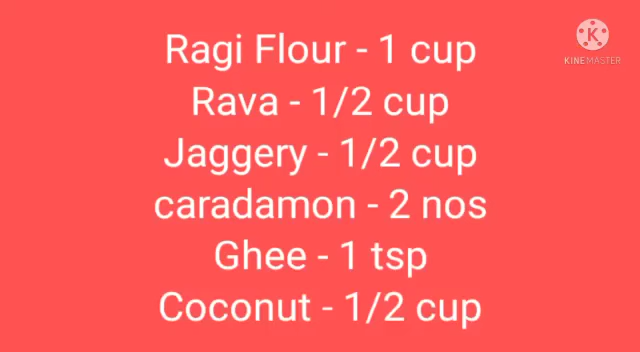 Ragi Flour - 1 cup
Rava - 1/2 cup
Jaggery - 1/2 cup
caradamon - 2 nos
Ghee - 1 tsp
Coconut - 1/2 cup
K
KINEMASTER